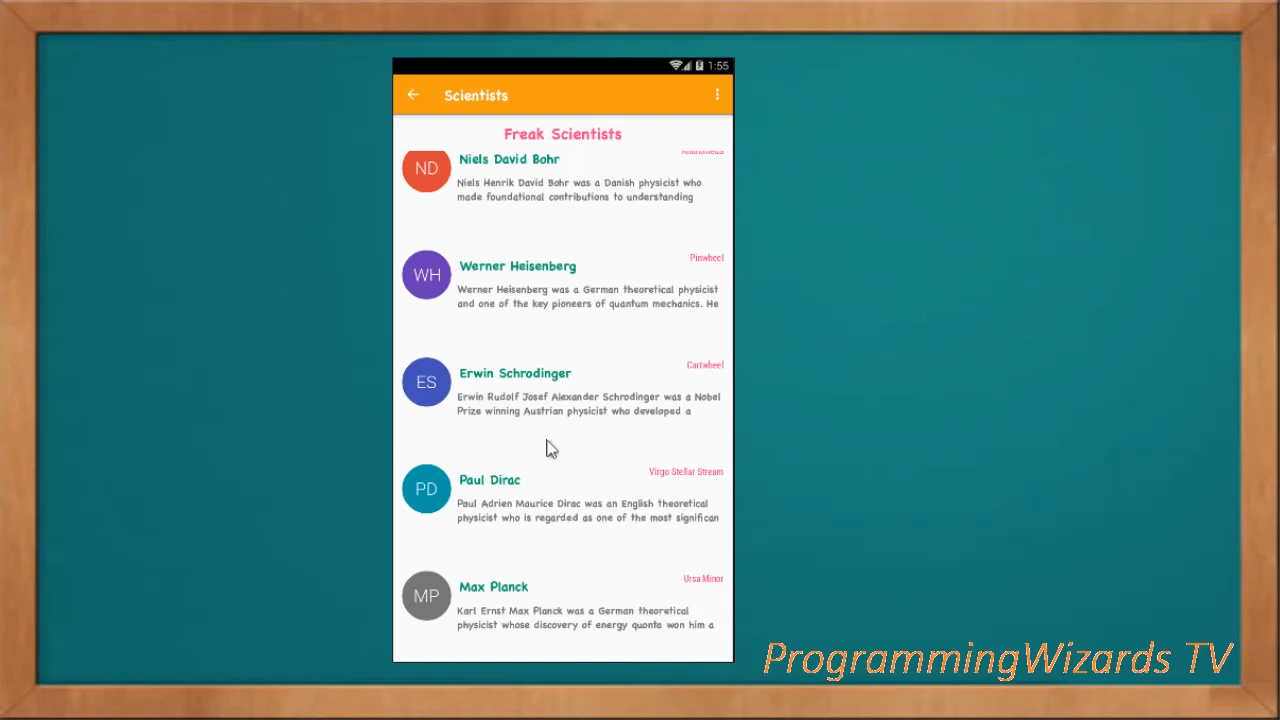 1:55
Scientists
Freak Scientists
Andromeda
ND
Niels David Bohr
Niels Henrik David Bohr was a Danish physicist who
made foundational contributions to understanding
Pinwheel
WH
Werner Heisenberg
Werner Heisenberg was a German theoretical physicist
and one of the key pioneers of quantum mechanics. He
Cartwheel
ES
Erwin Schrodinger
Erwin Rudolf Josef Alexander Schrodinger was a Nobel
Prize winning Austrian physicist who developed a
Virgo Stellar Stream
PD
Paul Dirac
Paul Adrien Maurice Dirac was an English theoretical
physicist who is regarded as one of the most significan
Ursa Minor
MP
Max Planck
Karl Ernst Max Planck was a German theoretical
physicist whose discovery of energy quanta won him a
ProgrammingWizards TV